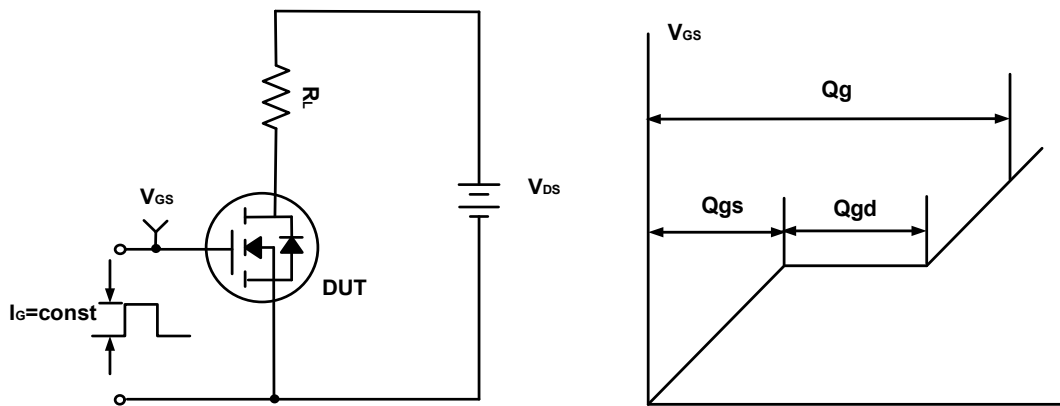 RL
VGS
VDS
DUT
IG=const
VGS
Qg
Qgs
Qgd